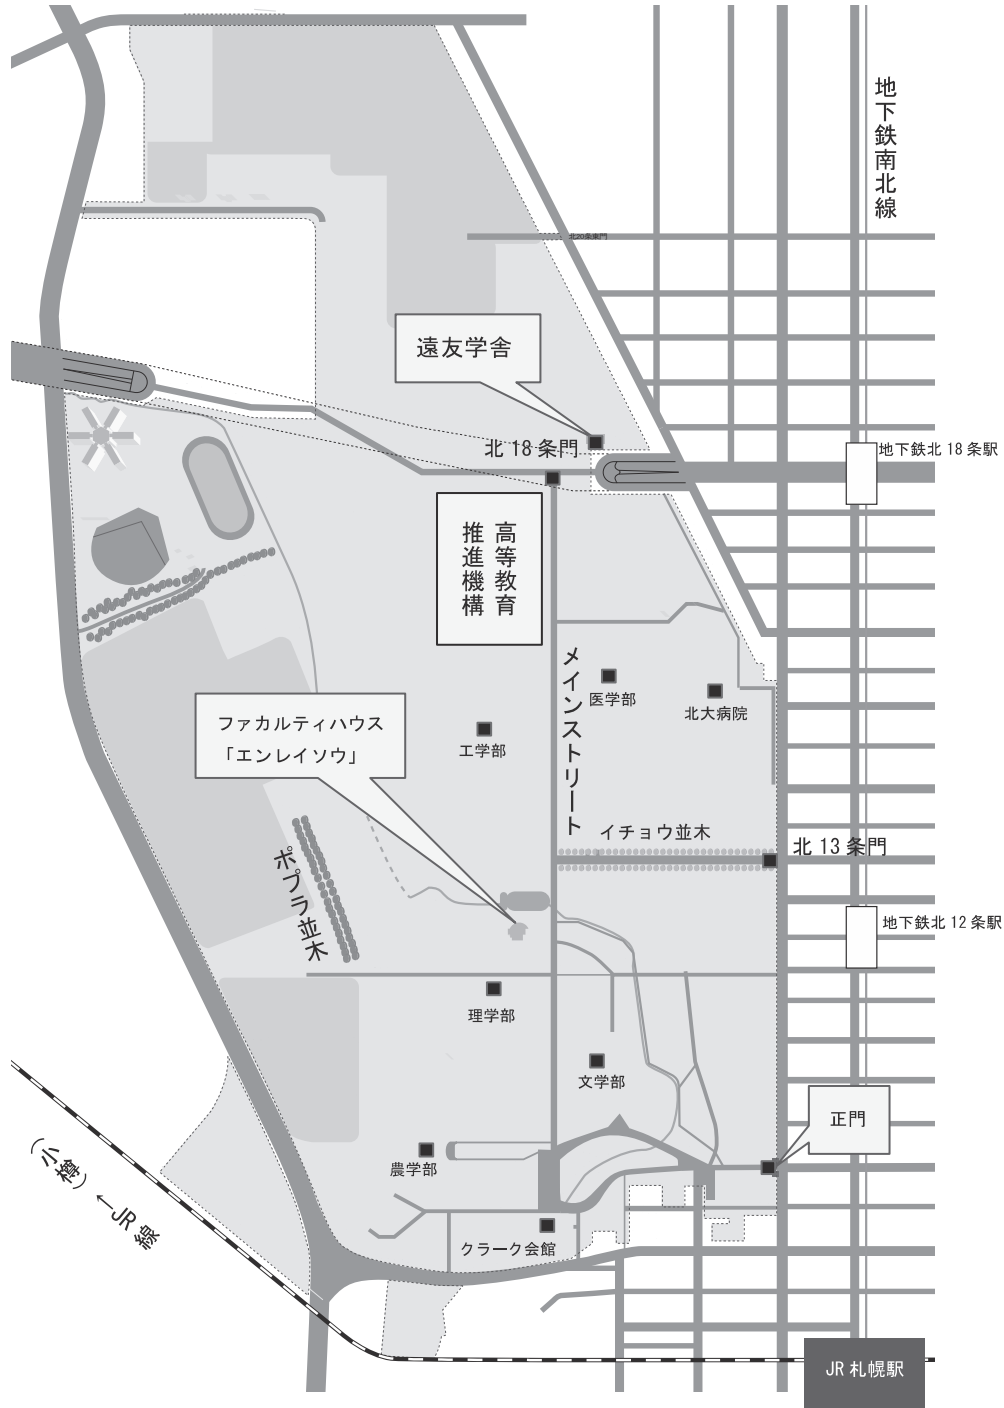 地下鉄南北線
北20条東門
遠友学舎
北18条門
地下鉄北18条駅
高等教育
推進機構
メインストリート
医学部
北大病院
ファカルティハウス
「エンレイソウ」
工学部
イチョウ並木
北13条門
ポプラ並木
地下鉄北12条駅
理学部
文学部
正門
農学部
(小樽)
←JR線
クラーク会館
JR札幌駅